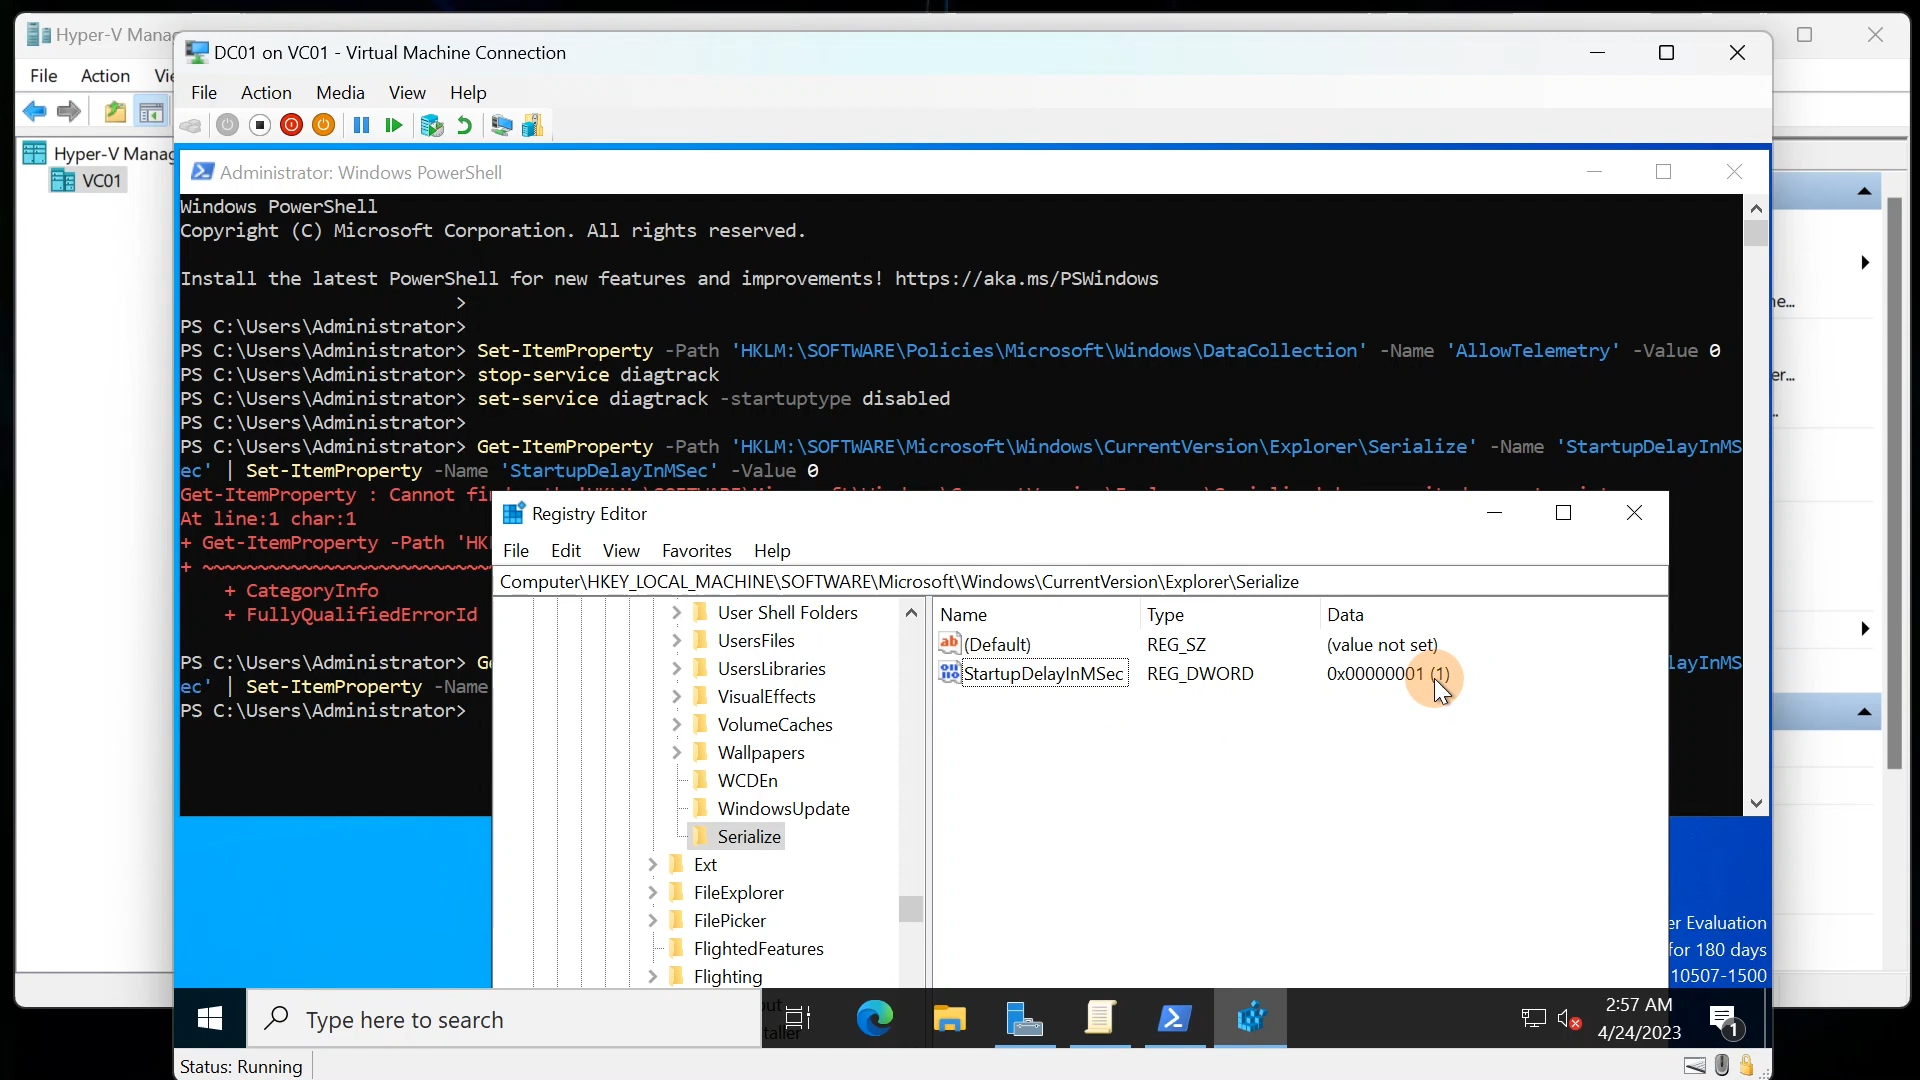 Hyper-V Mana
File Action Vie
Hyper-V Manag
VC01
DC01 on VC01 - Virtual Machine Connection
File Action Media View Help
Administrator: Windows PowerShell
Windows PowerShell
Copyright (C) Microsoft Corporation. All rights reserved.
Install the latest PowerShell for new features and improvements! https://aka.ms/PSWindows
>
PS C:\Users\Administrator>
PS C:\Users\Administrator> Set-ItemProperty -Path 'HKLM:\SOFTWARE\Policies\Microsoft\Windows\DataCollection' -Name 'AllowTelemetry' -Value 0
PS C:\Users\Administrator> stop-service diagtrack
PS C:\Users\Administrator> set-service diagtrack -startuptype disabled
PS C:\Users\Administrator>
PS C:\Users\Administrator> Get-ItemProperty -Path 'HKLM:\SOFTWARE\Microsoft\Windows\CurrentVersion\Explorer\Serialize' -Name 'StartupDelayInMS
ec' | Set-ItemProperty -Name 'StartupDelayInMSec' -Value 0
Get-ItemProperty : Cannot fi
At line:1 char:1
+ Get-ItemProperty -Path 'HK
+ ~~~~~~~~~~~~~~~~~~~~~~~~~~
+ CategoryInfo
+ FullyQualifiedErrorId
PS C:\Users\Administrator> Ge
layInMS
ec' | Set-ItemProperty -Name
PS C:\Users\Administrator>
Registry Editor
File Edit View Favorites Help
Computer\HKEY_LOCAL_MACHINE\SOFTWARE\Microsoft\Windows\CurrentVersion\Explorer\Serialize
User Shell Folders
UsersFiles
UsersLibraries
VisualEffects
VolumeCaches
Wallpapers
WCDEn
WindowsUpdate
Serialize
Ext
FileExplorer
FilePicker
FlightedFeatures
Flighting
Name Type Data
(Default) REG_SZ (value not set)
StartupDelayInMSec REG_DWORD 0x00000001 (1)
er Evaluation
for 180 days
10507-1500
Type here to search
2:57 AM
4/24/2023
1
Status: Running